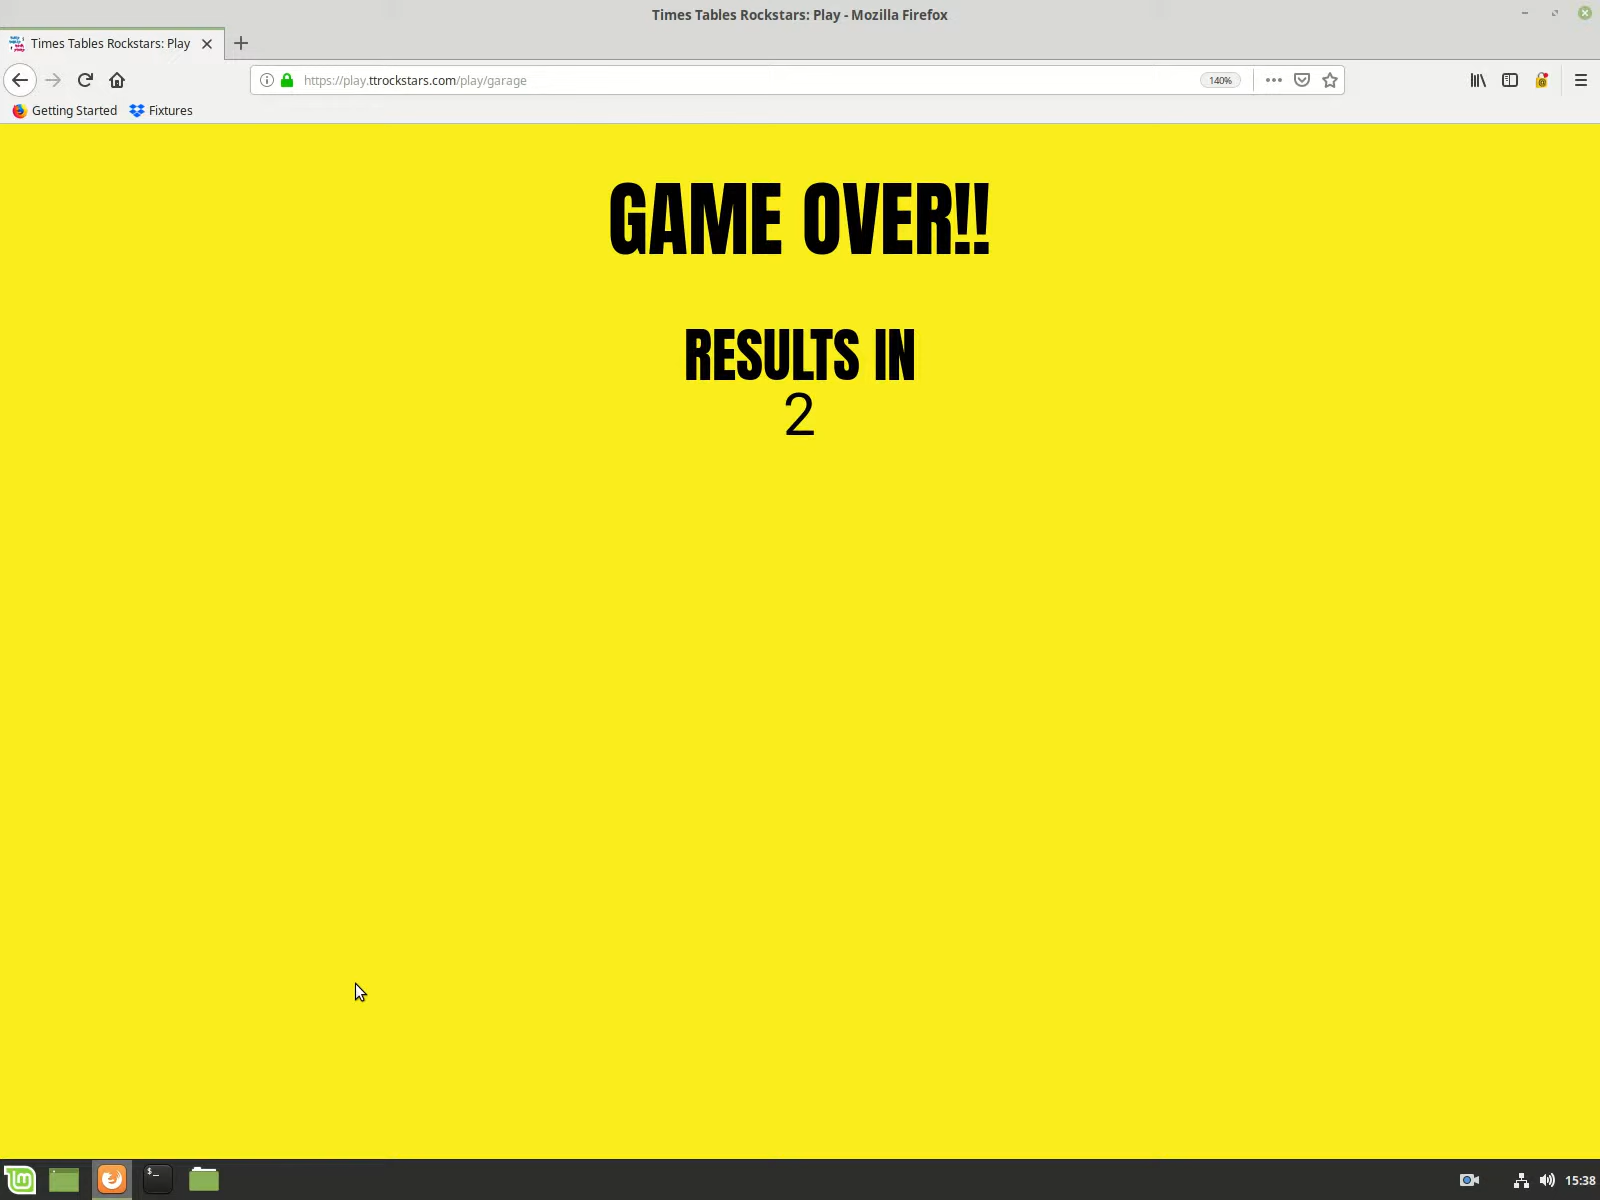 Times Tables Rockstars: Play - Mozilla Firefox
Times Tables Rockstars: Play
https://play.ttrockstars.com/play/garage
140%
Getting Started
Fixtures
GAME OVER!!
RESULTS IN
2
$_
15:38